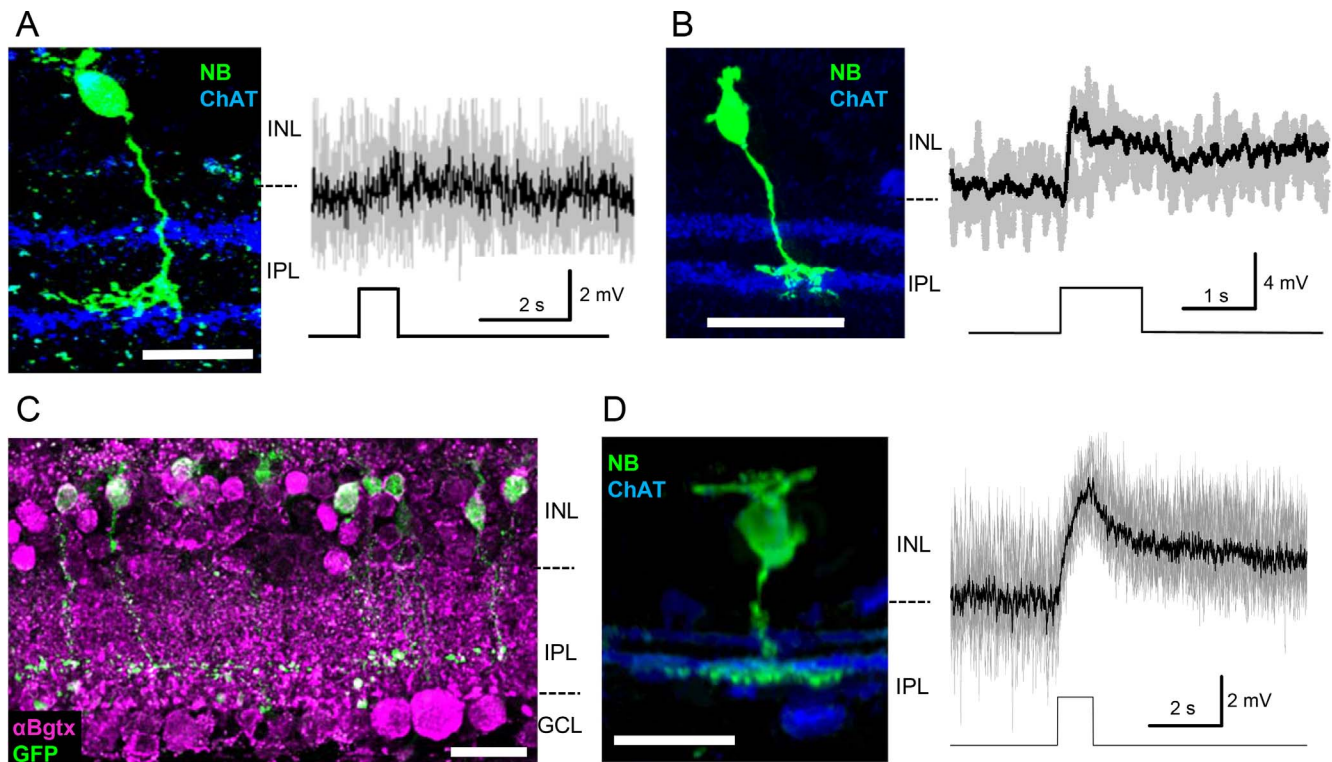 A
NB
ChAT
INL
IPL
2 s
2 mV
B
NB
ChAT
INL
IPL
1 s
4 mV
C
INL
IPL
GCL
αBgtx
GFP
D
NB
ChAT
INL
IPL
2 s
2 mV